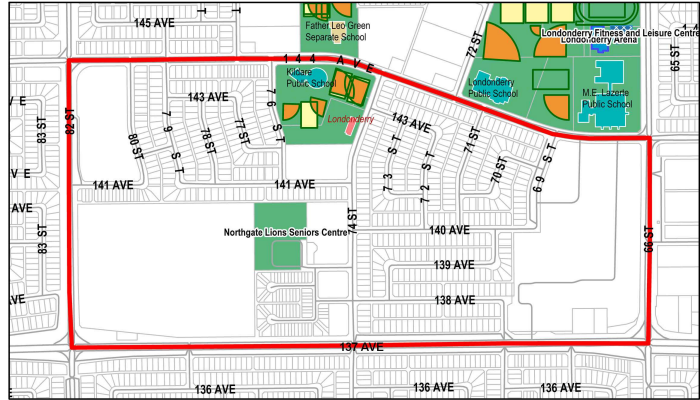 145 AVE
Father Leo Green
Separate School
72 ST
Londonderry Fitness and Leisure Centre
Londonderry Arena
65 ST
144 AVE
Kildare
Public School
Londonderry
Public School
M.E. Lazerte
Public School
Londonderry
82 ST
83 ST
143 AVE
76 ST
143 AVE
80 ST
79 ST
78 ST
77 ST
73 ST
72 ST
71 ST
70 ST
69 ST
141 AVE
141 AVE
AVE
83 ST
74 ST
Northgate Lions Seniors Centre
140 AVE
66 ST
139 AVE
138 AVE
137 AVE
136 AVE
136 AVE
136 AVE